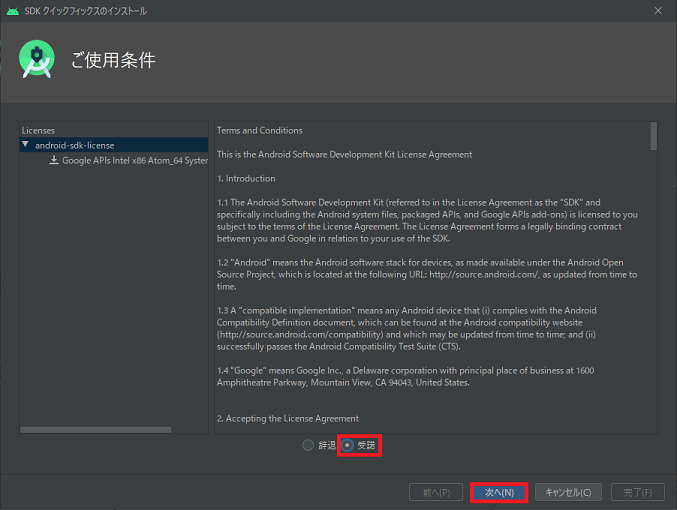 SDK クイックフィックスのインストール
ご使用条件
Licenses
android-sdk-license
Google APIs Intel x86 Atom_64 Syster
Terms and Conditions
This is the Android Software Development Kit License Agreement
1. Introduction
1.1 The Android Software Development Kit (referred to in the License Agreement as the "SDK" and
specifically including the Android system files, packaged APIs, and Google APIs add-ons) is licensed to you
subject to the terms of the License Agreement. The License Agreement forms a legally binding contract
between you and Google in relation to your use of the SDK.
1.2 "Android" means the Android software stack for devices, as made available under the Android Open
Source Project, which is located at the following URL: http://source.android.com/, as updated from time to
time.
1.3 A "compatible implementation" means any Android device that (i) complies with the Android
Compatibility Definition document, which can be found at the Android compatibility website
(http://source.android.com/compatibility) and which may be updated from time to time; and (ii)
successfully passes the Android Compatibility Test Suite (CTS).
1.4 "Google" means Google Inc., a Delaware corporation with principal place of business at 1600
Amphitheatre Parkway, Mountain View, CA 94043, United States.
2. Accepting the License Agreement
辞退 受諾
前へ(P) 次へ(N) キャンセル(C) 完了(F)